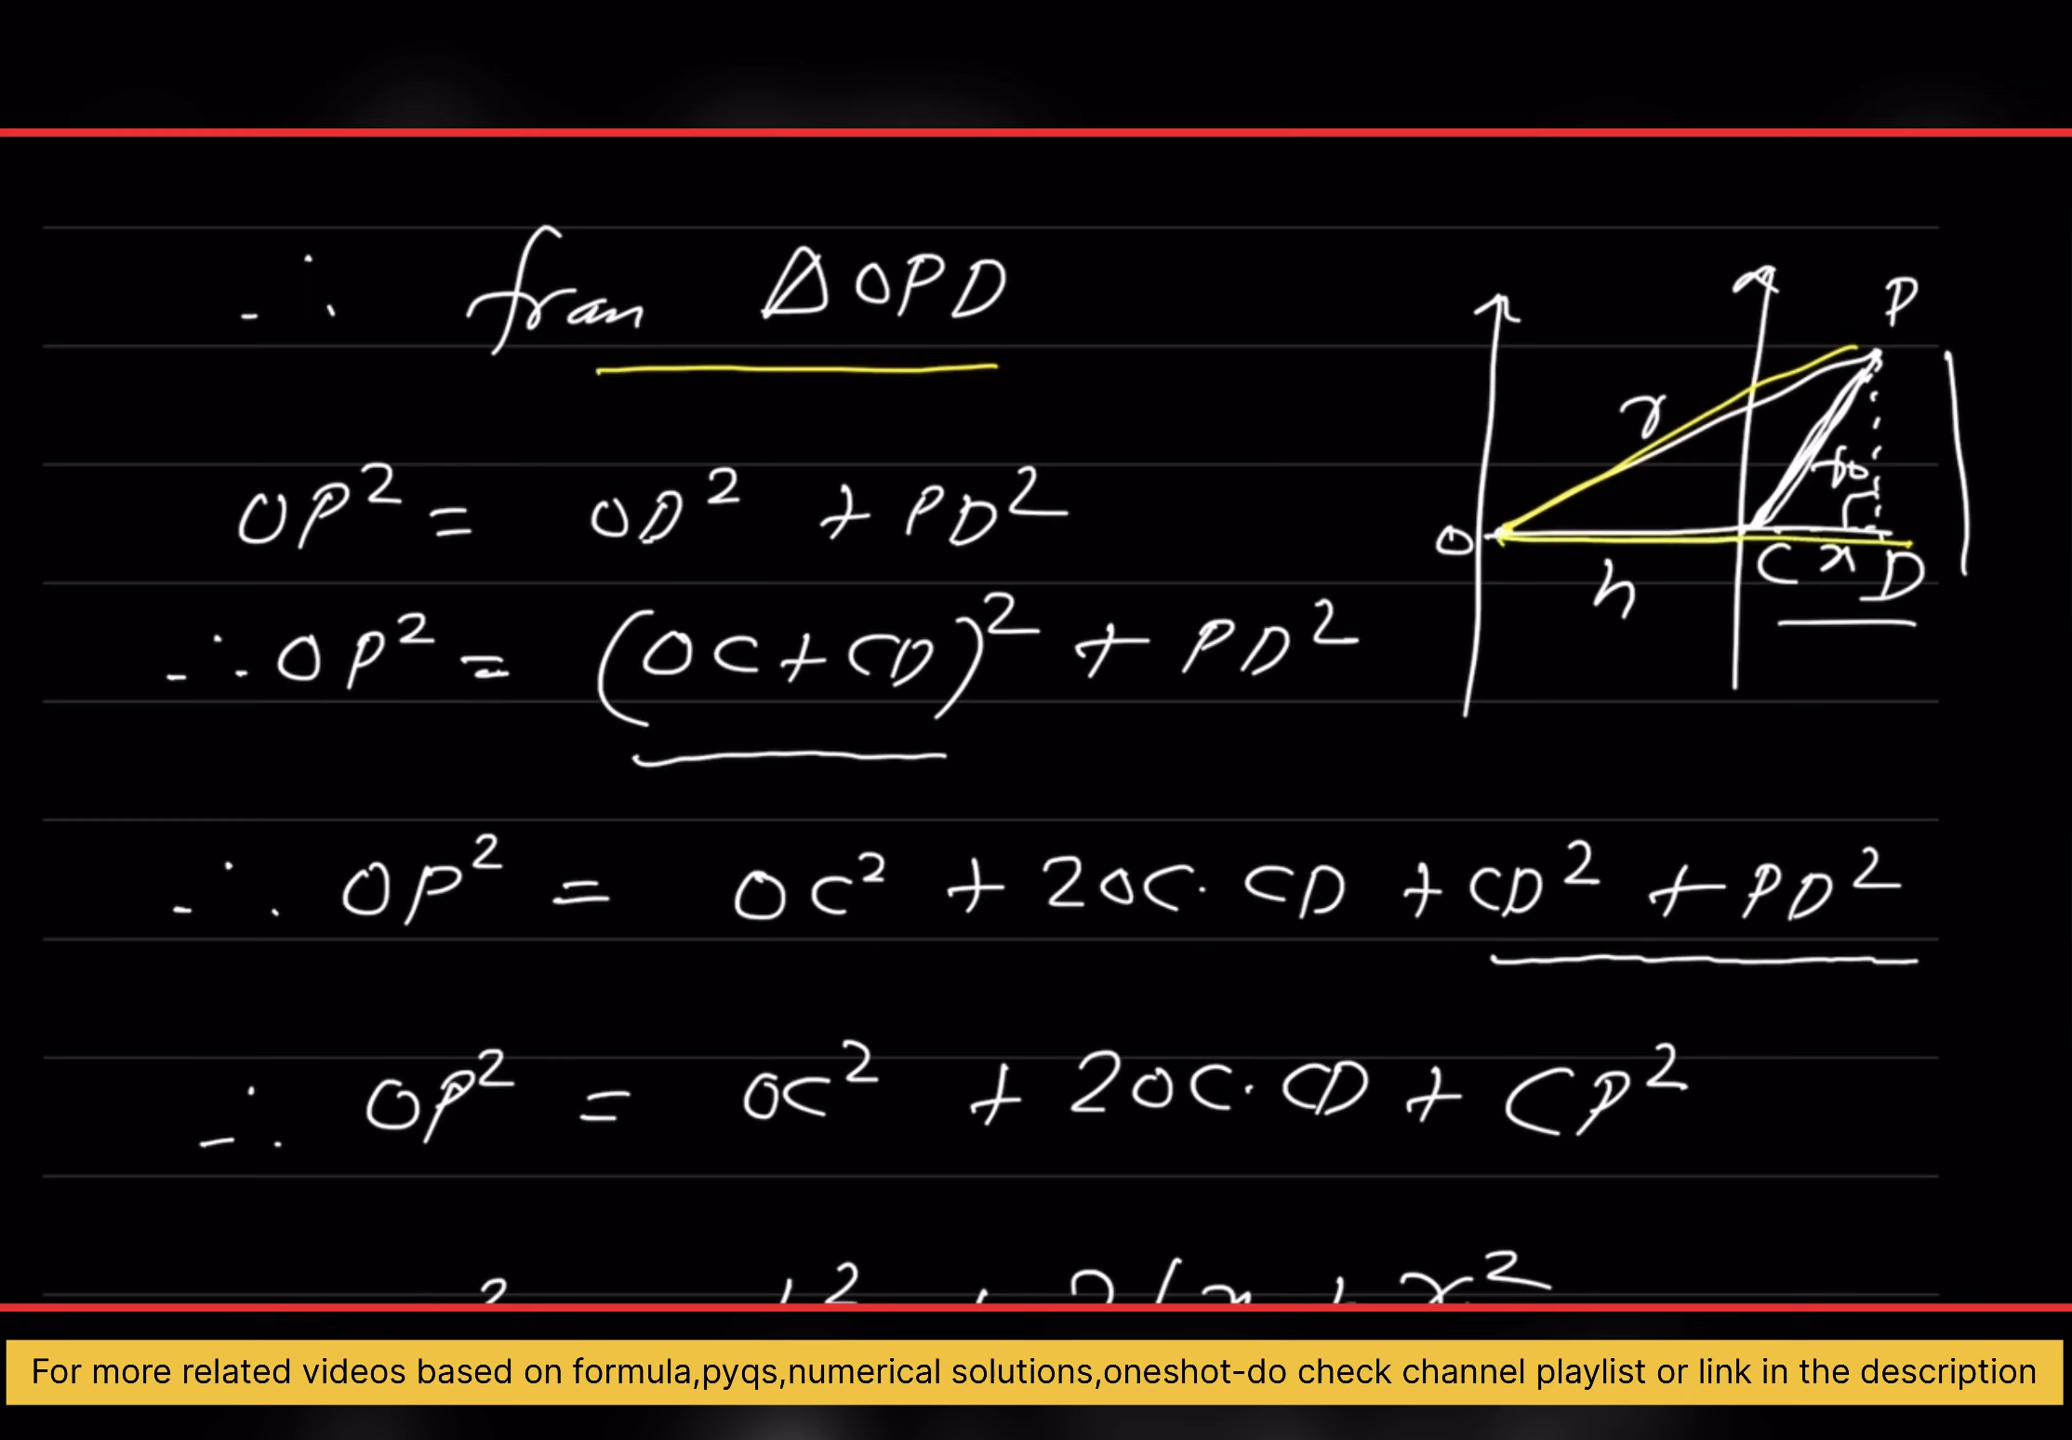 ∴ from ΔOPD
OP² = OD² + PD²
∴ OP² = (OC + CD)² + PD²
∴ OP² = OC² + 2OC·CD + CD² + PD²
∴ OP² = OC² + 2OC·CD + CP²
P
r
O
h
C x D
For more related videos based on formula,pyqs,numerical solutions,oneshot-do check channel playlist or link in the description